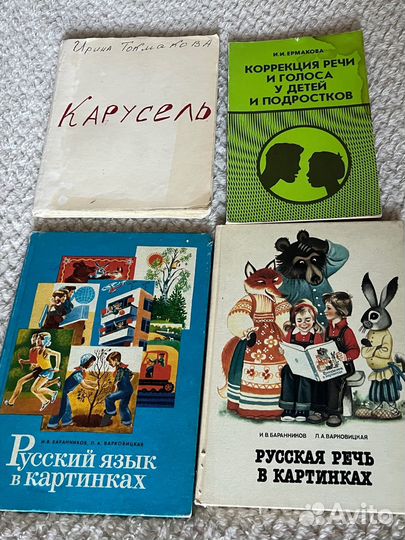 Ирина Токмакова
Карусель
И.И. ЕРМАКОВА
КОРРЕКЦИЯ РЕЧИ
И ГОЛОСА
У ДЕТЕЙ
И ПОДРОСТКОВ
И.В. БАРАННИКОВ, Л.А. ВАРКОВИЦКАЯ
Русский язык
в картинках
И.В. БАРАННИКОВ Л.А. ВАРКОВИЦКАЯ
РУССКАЯ РЕЧЬ
В КАРТИНКАХ
Avito